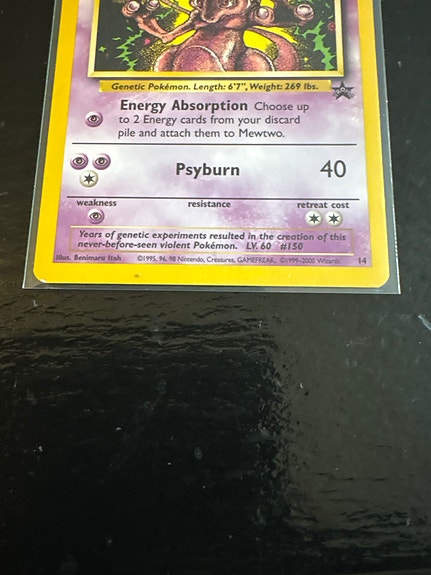 Genetic Pokémon. Length: 6'7", Weight: 269 lbs.
Energy Absorption Choose up
to 2 Energy cards from your discard
pile and attach them to Mewtwo.
Psyburn 40
weakness resistance retreat cost
Years of genetic experiments resulted in the creation of this
never-before-seen violent Pokémon. LV. 60 #150
Illus. Benimaru Itoh ©1995, 96, 98 Nintendo, Creatures, GAMEFREAK. ©1999-2000 Wizards 14